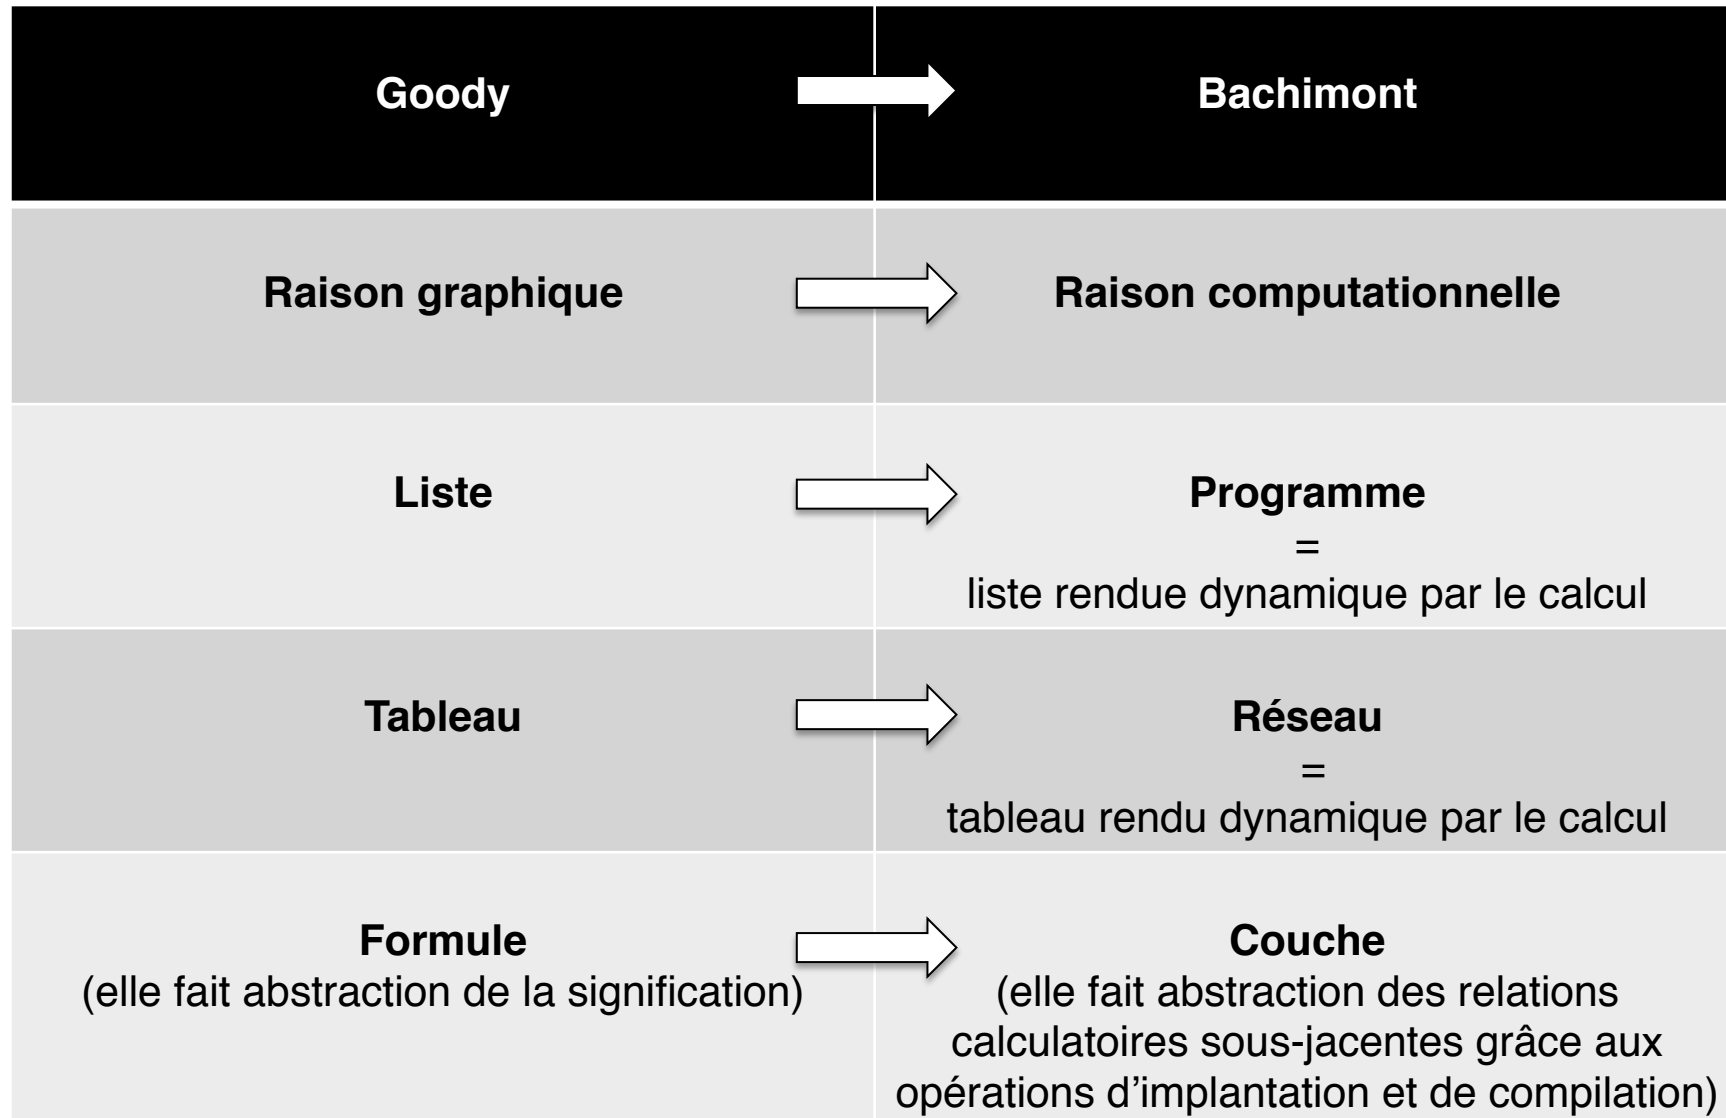 Goody
Bachimont
Raison graphique
Raison computationnelle
Liste
Programme
=
liste rendue dynamique par le calcul
Tableau
Réseau
=
tableau rendu dynamique par le calcul
Formule
(elle fait abstraction de la signification)
Couche
(elle fait abstraction des relations
calculatoires sous-jacentes grâce aux
opérations d’implantation et de compilation)